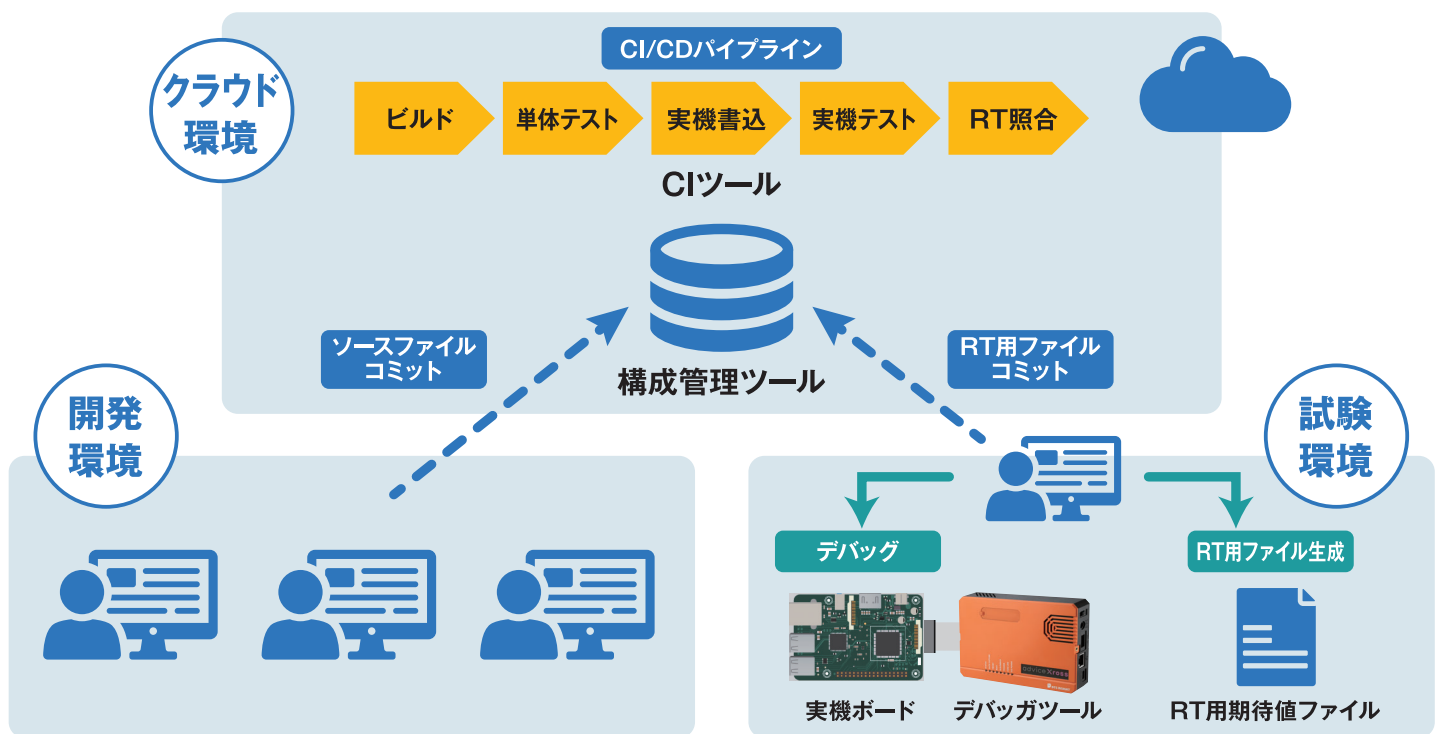 CI/CDパイプライン
クラウド
環境
ビルド
単体テスト
実機書込
実機テスト
RT照合
CIツール
ソースファイル
コミット
RT用ファイル
コミット
構成管理ツール
開発
環境
試験
環境
デバッグ
RT用ファイル生成
adviceXross
実機ボード
デバッガツール
RT用期待値ファイル